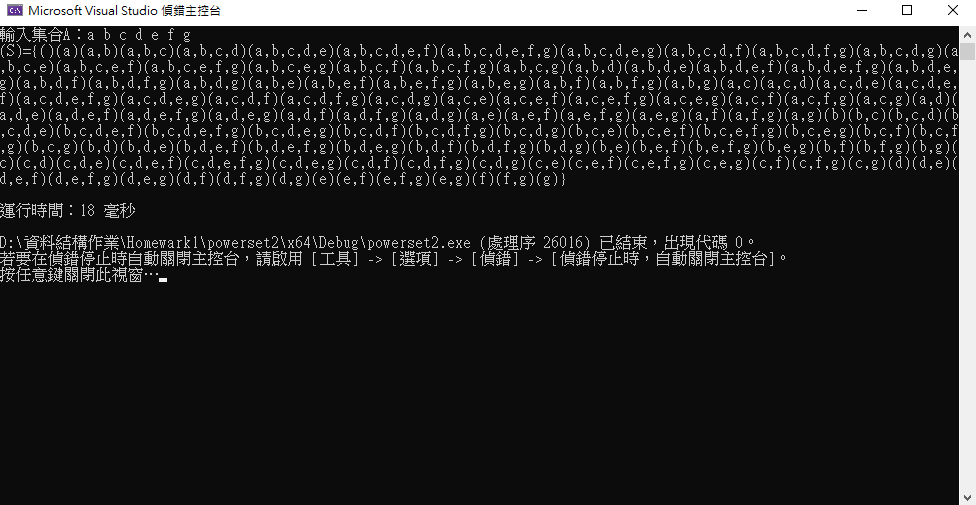 Microsoft Visual Studio 偵錯主控台
輸入集合A：a b c d e f g
(S)={()(a)(a,b)(a,b,c)(a,b,c,d)(a,b,c,d,e)(a,b,c,d,e,f)(a,b,c,d,e,f,g)(a,b,c,d,e,g)(a,b,c,d,f)(a,b,c,d,f,g)(a,b,c,d,g)(a
,b,c,e)(a,b,c,e,f)(a,b,c,e,f,g)(a,b,c,e,g)(a,b,c,f)(a,b,c,f,g)(a,b,c,g)(a,b,d)(a,b,d,e)(a,b,d,e,f)(a,b,d,e,f,g)(a,b,d,e,
g)(a,b,d,f)(a,b,d,f,g)(a,b,d,g)(a,b,e)(a,b,e,f)(a,b,e,f,g)(a,b,e,g)(a,b,f)(a,b,f,g)(a,b,g)(a,c)(a,c,d)(a,c,d,e)(a,c,d,e,
f)(a,c,d,e,f,g)(a,c,d,e,g)(a,c,d,f)(a,c,d,f,g)(a,c,d,g)(a,c,e)(a,c,e,f)(a,c,e,f,g)(a,c,e,g)(a,c,f)(a,c,f,g)(a,c,g)(a,d)(
a,d,e)(a,d,e,f)(a,d,e,f,g)(a,d,e,g)(a,d,f)(a,d,f,g)(a,d,g)(a,e)(a,e,f)(a,e,f,g)(a,e,g)(a,f)(a,f,g)(a,g)(b)(b,c)(b,c,d)(b
,c,d,e)(b,c,d,e,f)(b,c,d,e,f,g)(b,c,d,e,g)(b,c,d,f)(b,c,d,f,g)(b,c,d,g)(b,c,e)(b,c,e,f)(b,c,e,f,g)(b,c,e,g)(b,c,f)(b,c,f
,g)(b,c,g)(b,d)(b,d,e)(b,d,e,f)(b,d,e,f,g)(b,d,e,g)(b,d,f)(b,d,f,g)(b,d,g)(b,e)(b,e,f)(b,e,f,g)(b,e,g)(b,f)(b,f,g)(b,g)(
c)(c,d)(c,d,e)(c,d,e,f)(c,d,e,f,g)(c,d,e,g)(c,d,f)(c,d,f,g)(c,d,g)(c,e)(c,e,f)(c,e,f,g)(c,e,g)(c,f)(c,f,g)(c,g)(d)(d,e)(
d,e,f)(d,e,f,g)(d,e,g)(d,f)(d,f,g)(d,g)(e)(e,f)(e,f,g)(e,g)(f)(f,g)(g)}
運行時間：18 毫秒
D:\資料結構作業\Homewark1\powerset2\x64\Debug\powerset2.exe (處理序 26016) 已結束，出現代碼 0。
若要在偵錯停止時自動關閉主控台，請啟用 [工具] -> [選項] -> [偵錯] -> [偵錯停止時，自動關閉主控台]。
按任意鍵關閉此視窗…